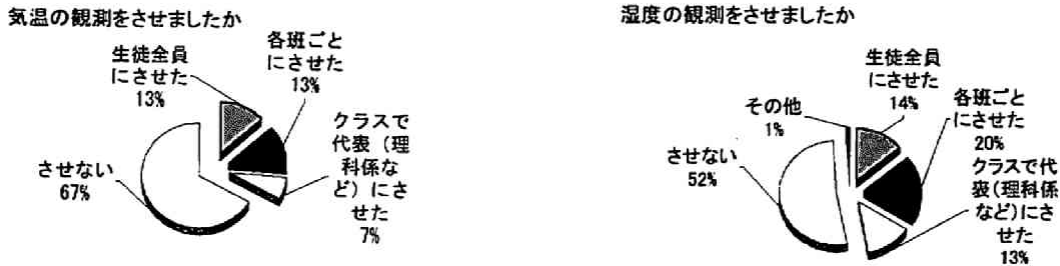 気温の観測をさせましたか
生徒全員
にさせた
13%
各班ごと
にさせた
13%
クラスで
代表（理
科係な
ど）にさ
せた
7%
させない
67%
湿度の観測をさせましたか
生徒全員
にさせた
14%
各班ごと
にさせた
20%
クラスで代
表（理科係
など）にさ
せた
13%
させない
52%
その他
1%